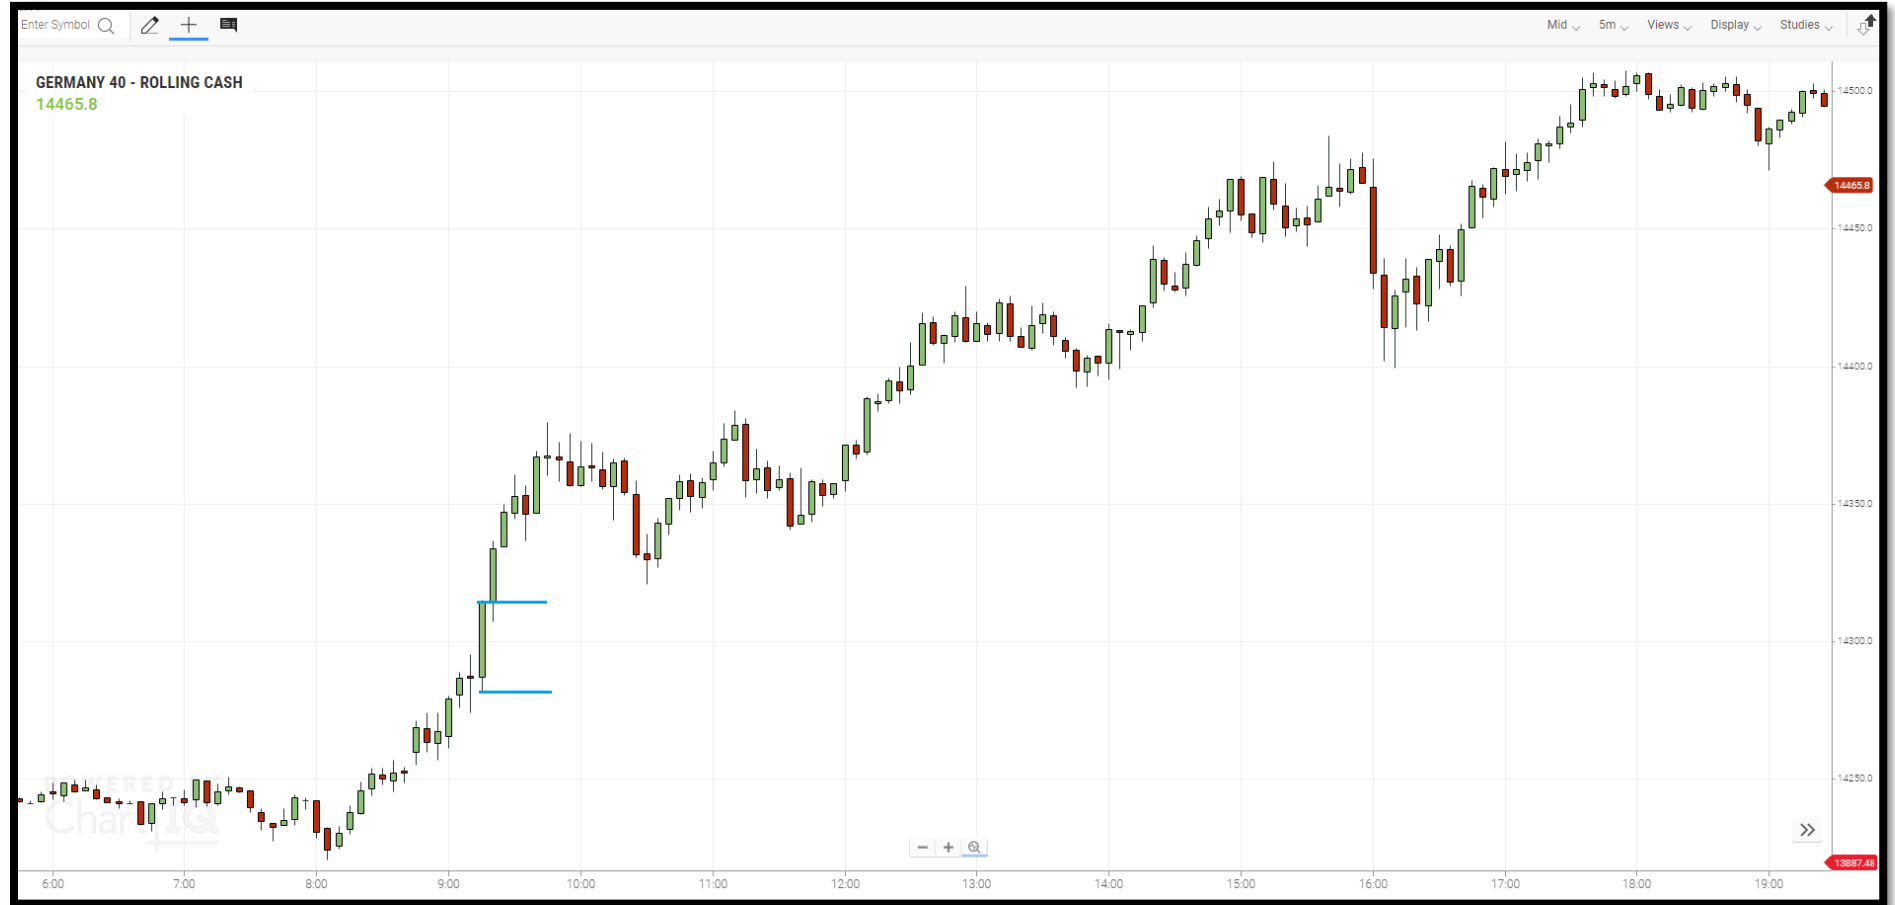 Enter Symbol
Mid 5m Views Display Studies
GERMANY 40 - ROLLING CASH
14465.8
14500.0
14465.8
14450.0
14400.0
14350.0
14300.0
14250.0
POWERED BY
ChartIQ
13887.48
6:00 7:00 8:00 9:00 10:00 11:00 12:00 13:00 14:00 15:00 16:00 17:00 18:00 19:00